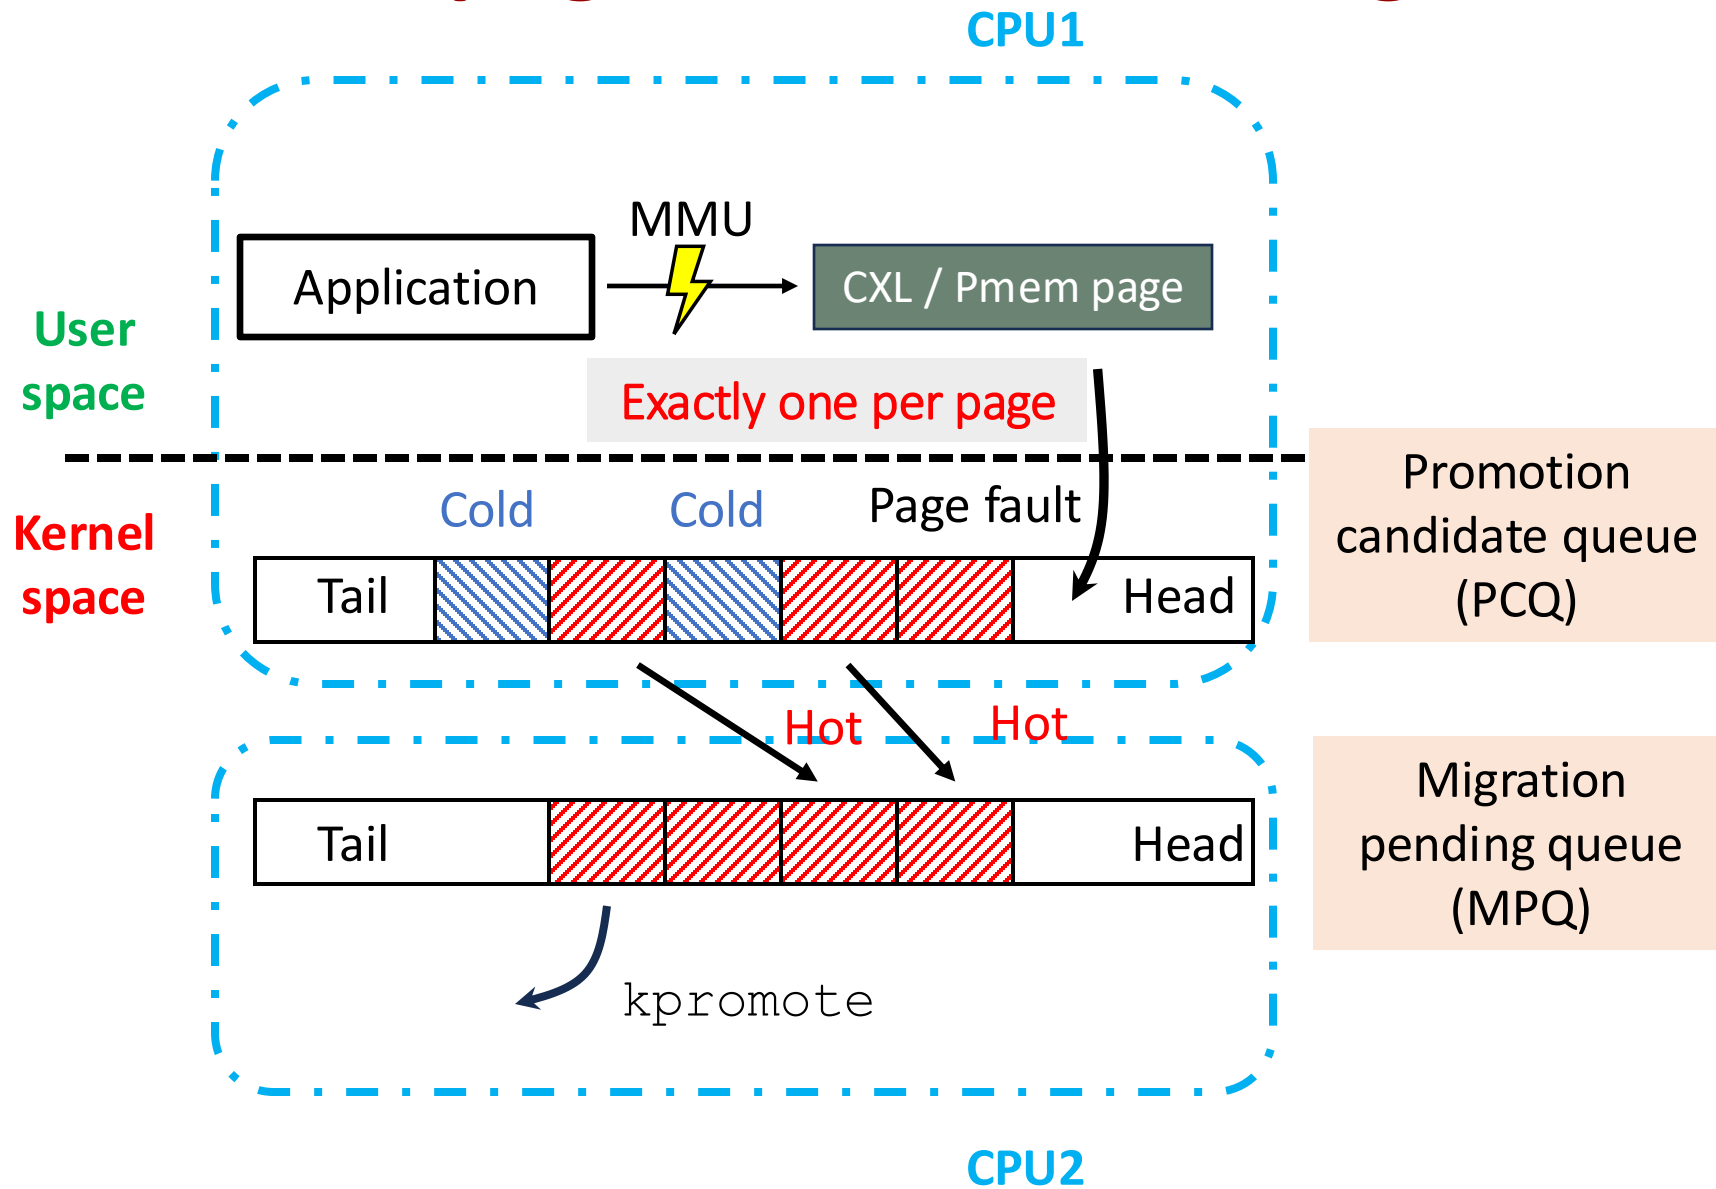 CPU1
MMU
Application
CXL / Pmem page
User
space
Exactly one per page
Kernel
space
Cold
Cold
Page fault
Tail
Head
Promotion
candidate queue
(PCQ)
Hot
Hot
Tail
Head
Migration
pending queue
(MPQ)
kpromote
CPU2